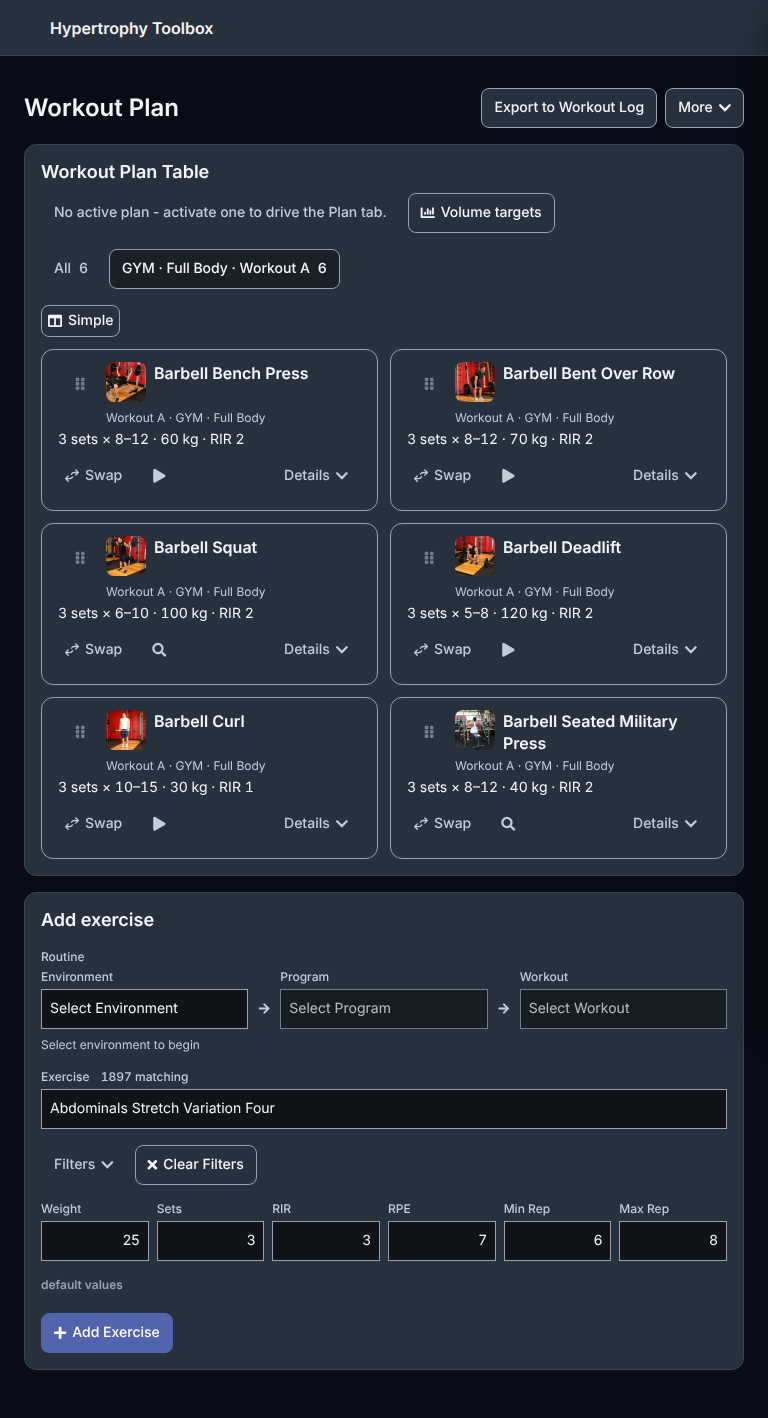 Hypertrophy Toolbox
Workout Plan
Export to Workout Log
More
Workout Plan Table
No active plan - activate one to drive the Plan tab.
Volume targets
All 6
GYM · Full Body · Workout A 6
Simple
Barbell Bench Press
Workout A · GYM · Full Body
3 sets × 8–12 · 60 kg · RIR 2
Swap
Details
Barbell Bent Over Row
Workout A · GYM · Full Body
3 sets × 8–12 · 70 kg · RIR 2
Swap
Details
Barbell Squat
Workout A · GYM · Full Body
3 sets × 6–10 · 100 kg · RIR 2
Swap
Details
Barbell Deadlift
Workout A · GYM · Full Body
3 sets × 5–8 · 120 kg · RIR 2
Swap
Details
Barbell Curl
Workout A · GYM · Full Body
3 sets × 10–15 · 30 kg · RIR 1
Swap
Details
Barbell Seated Military
Press
Workout A · GYM · Full Body
3 sets × 8–12 · 40 kg · RIR 2
Swap
Details
Add exercise
Routine
Environment
Program
Workout
Select Environment
Select Program
Select Workout
Select environment to begin
Exercise 1897 matching
Abdominals Stretch Variation Four
Filters
Clear Filters
Weight
Sets
RIR
RPE
Min Rep
Max Rep
25
3
3
7
6
8
default values
Add Exercise